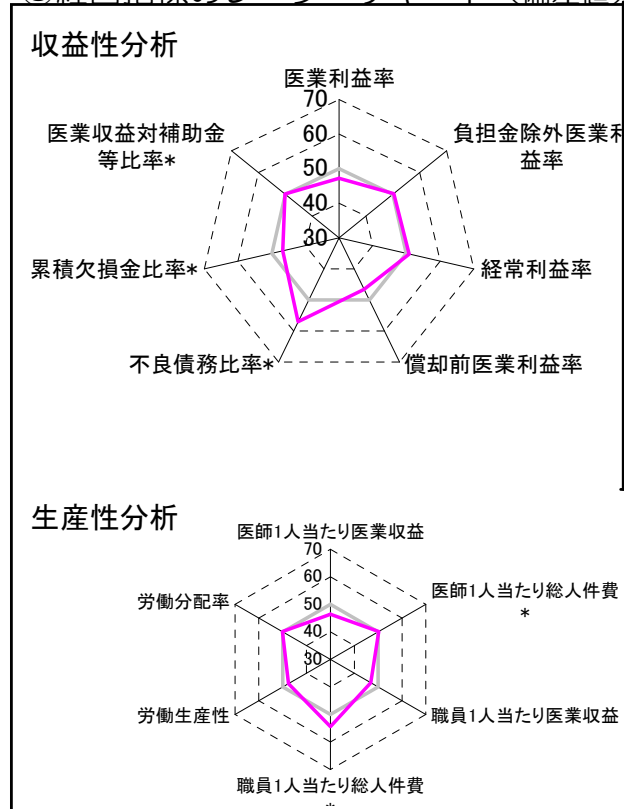 収益性分析
医業利益率
70
医業収益対補助金
等比率*
60
負担金除外医業利
益率
50
40
30
累積欠損金比率*
経常利益率
不良債務比率*
償却前医業利益率
生産性分析
医師1人当たり医業収益
70
60
労働分配率
医師1人当たり総人件費
*
50
40
30
労働生産性
職員1人当たり医業収益
職員1人当たり総人件費
*